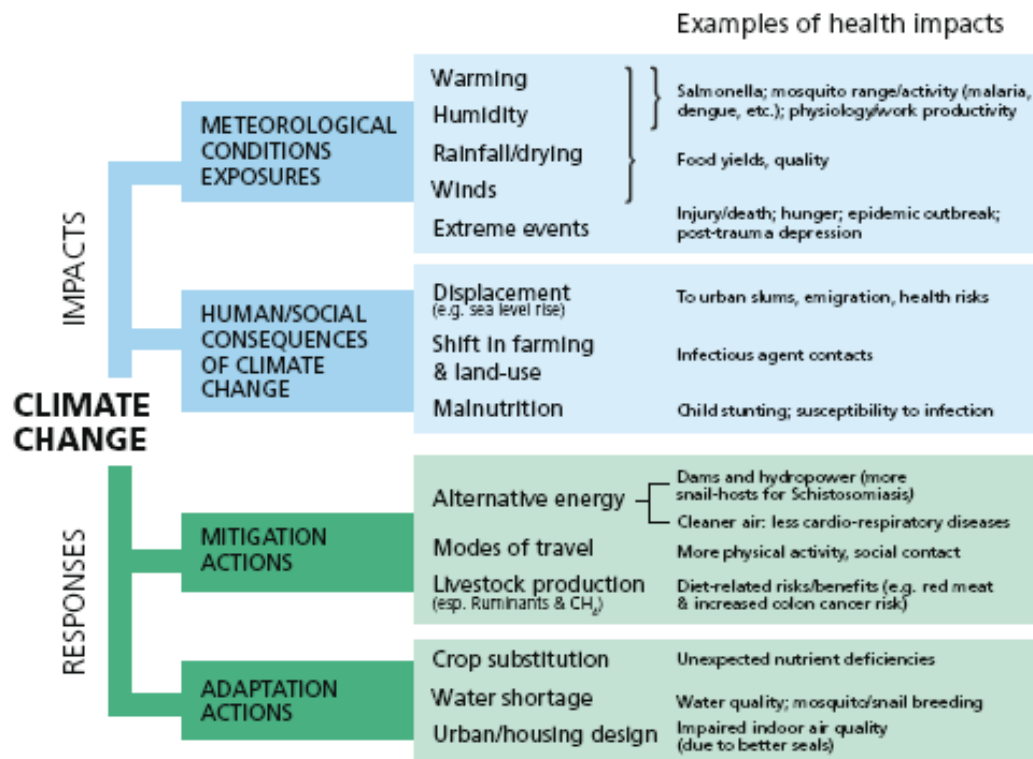 Examples of health impacts
IMPACTS
RESPONSES
CLIMATE
CHANGE
METEOROLOGICAL
CONDITIONS
EXPOSURES
Warming
Humidity
Rainfall/drying
Winds
Extreme events
Salmonella; mosquito range/activity (malaria,
dengue, etc.); physiology/work productivity
Food yields, quality
Injury/death; hunger; epidemic outbreak;
post-trauma depression
HUMAN/SOCIAL
CONSEQUENCES
OF CLIMATE
CHANGE
Displacement
(e.g. sea level rise)
To urban slums, emigration, health risks
Shift in farming
& land-use
Infectious agent contacts
Malnutrition
Child stunting; susceptibility to infection
MITIGATION
ACTIONS
Alternative energy
Dams and hydropower (more
snail-hosts for Schistosomiasis)
Cleaner air: less cardio-respiratory diseases
Modes of travel
More physical activity, social contact
Livestock production
(esp. Ruminants & CH4)
Diet-related risks/benefits (e.g. red meat
& increased colon cancer risk)
ADAPTATION
ACTIONS
Crop substitution
Unexpected nutrient deficiencies
Water shortage
Water quality; mosquito/snail breeding
Urban/housing design
Impaired indoor air quality
(due to better seals)